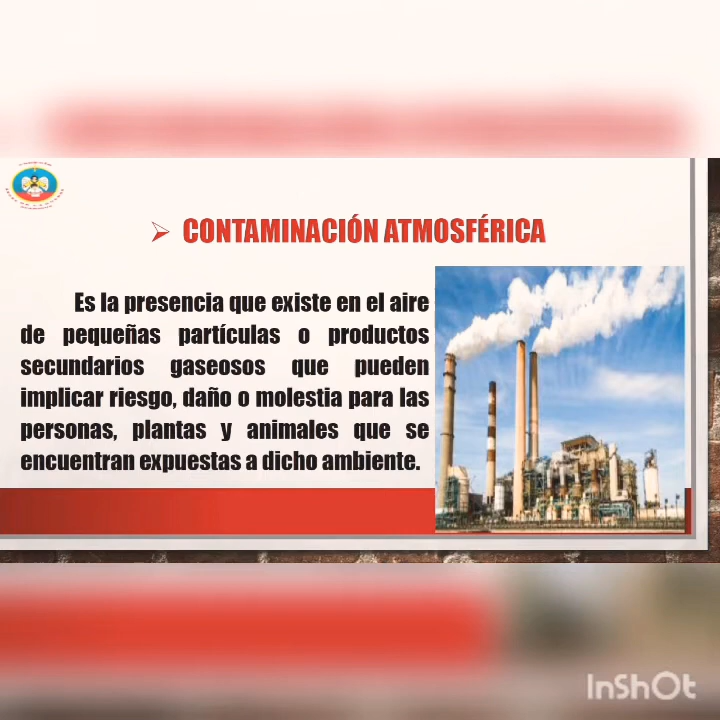 CONTAMINACIÓN ATMOSFÉRICA
Es la presencia que existe en el aire
de pequeñas partículas o productos
secundarios gaseosos que pueden
implicar riesgo, daño o molestia para las
personas, plantas y animales que se
encuentran expuestas a dicho ambiente.
InShOt